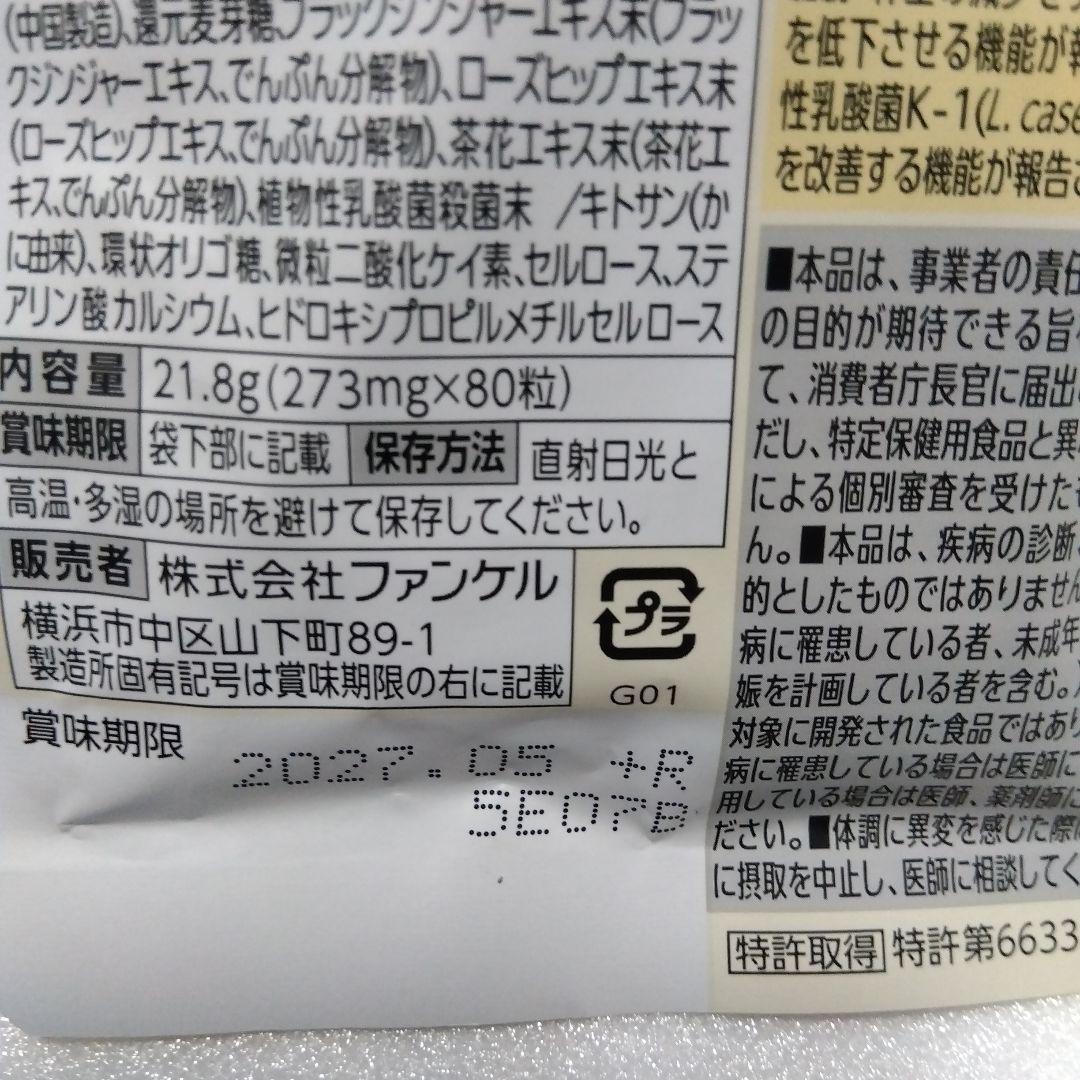 (中国製造)、還元麦芽糖、ブラックジンジャーエキス末(ブラッ
クジンジャーエキス、でんぷん分解物)、ローズヒップエキス末
(ローズヒップエキス、でんぷん分解物)、茶花エキス末(茶花エ
キス、でんぷん分解物)、植物性乳酸菌殺菌末 /キトサン(か
に由来)、環状オリゴ糖、微粒二酸化ケイ素、セルロース、ステ
アリン酸カルシウム、ヒドロキシプロピルメチルセルロース
内容量 21.8g(273mg×80粒)
賞味期限 袋下部に記載 保存方法 直射日光と
高温・多湿の場所を避けて保存してください。
販売者 株式会社ファンケル
横浜市中区山下町89-1
製造所固有記号は賞味期限の右に記載
プラ
G01
賞味期限 2027.05 +R
5E07B
を低下させる機能が報
性乳酸菌K-1(L. case
を改善する機能が報告さ
■本品は、事業者の責任
の目的が期待できる旨
て、消費者庁長官に届出
だし、特定保健用食品と異
による個別審査を受けた
ん。■本品は、疾病の診断
的としたものではありません
病に罹患している者、未成年
娠を計画している者を含む。
対象に開発された食品ではあり
病に罹患している場合は医師に
用している場合は医師、薬剤師に
ださい。■体調に異変を感じた際
に摂取を中止し、医師に相談してく
特許取得 特許第6633